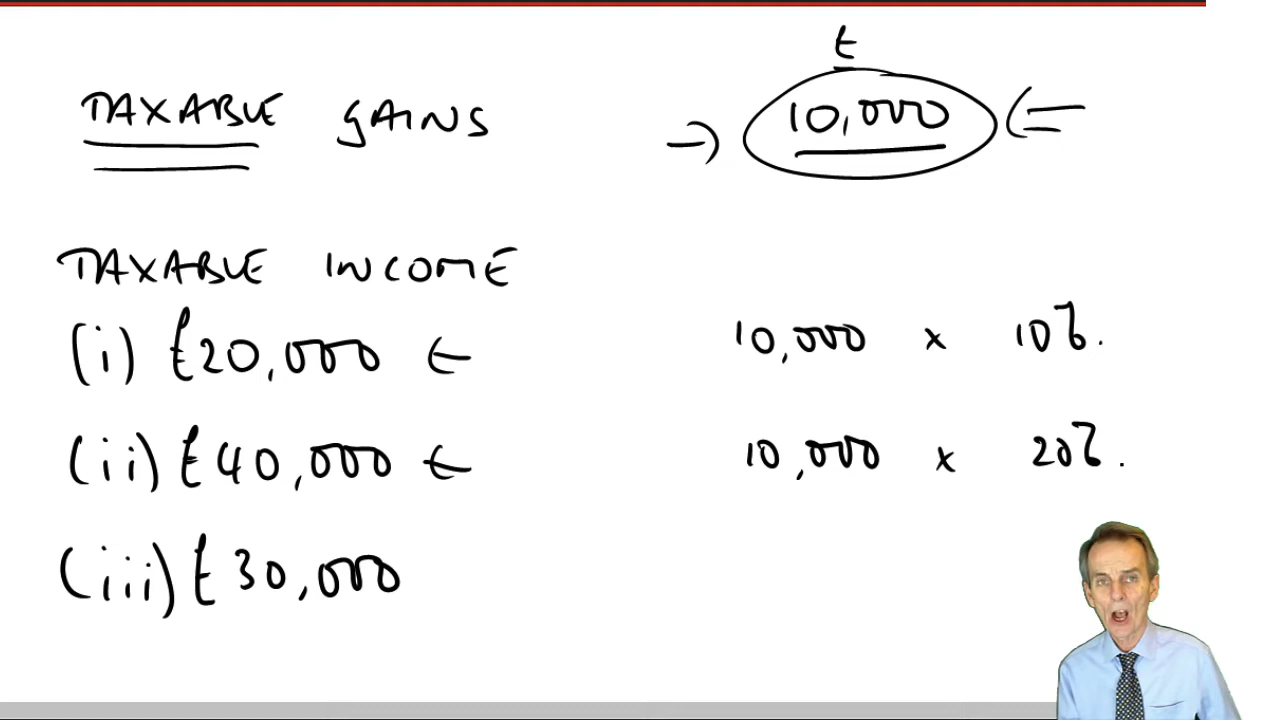 £
TAXABLE GAINS → 10,000 ⇐
TAXABLE INCOME
(i) £20,000 ← 10,000 x 10%.
(ii) £40,000 ← 10,000 x 20%.
(iii) £30,000